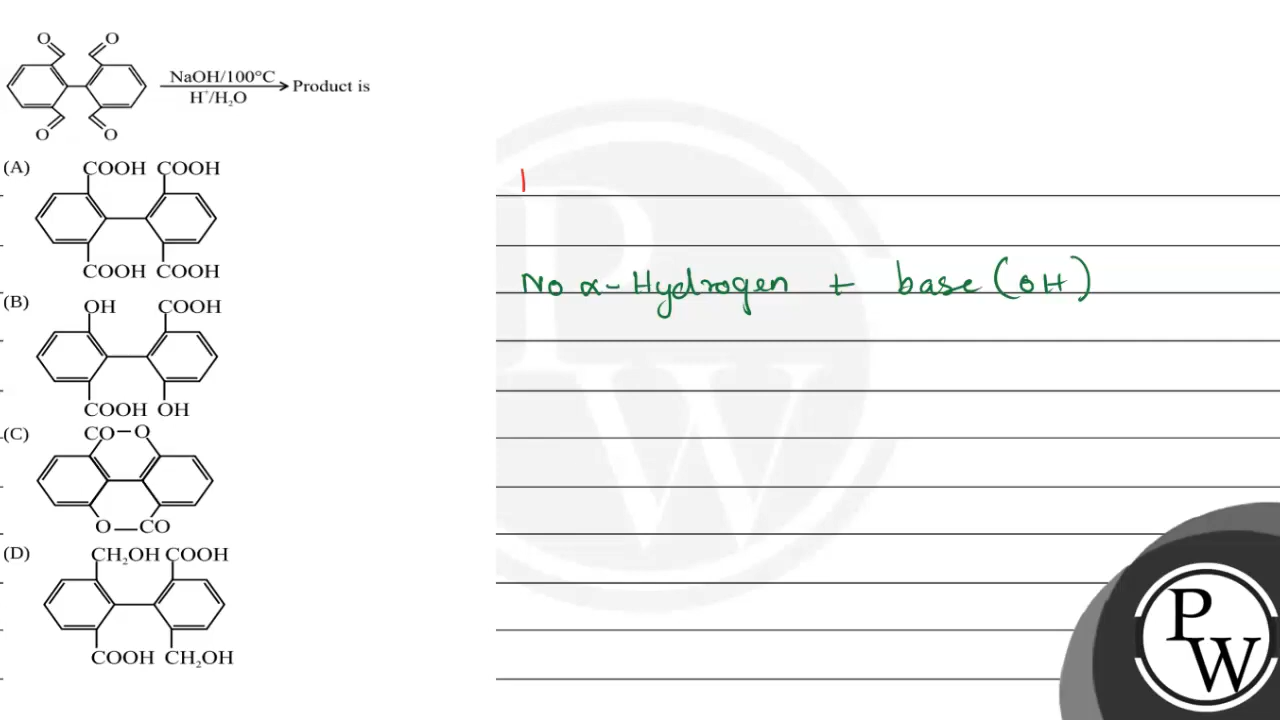 O O
O O
NaOH/100°C
H⁺/H₂O
Product is
(A)
COOH COOH
COOH COOH
No α-Hydrogen + base (OH)
(B)
OH COOH
COOH OH
(C)
CO—O
O—CO
(D)
CH₂OH COOH
COOH CH₂OH
P
W
P
W